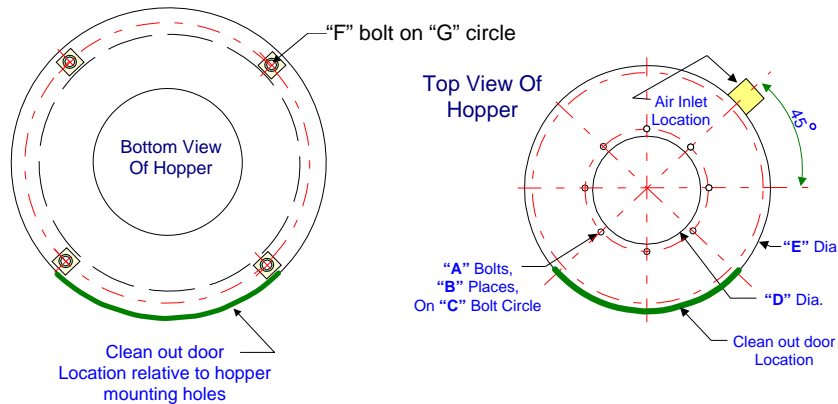 “F” bolt on “G” circle
Bottom View
Of Hopper
Clean out door
Location relative to hopper
mounting holes
Top View Of
Hopper
Air Inlet
Location
45°
“E” Dia
“A” Bolts,
“B” Places,
On “C” Bolt Circle
“D” Dia.
Clean out door
Location